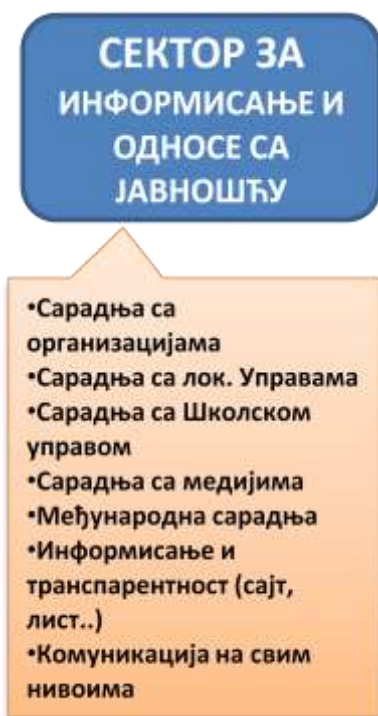 СЕКТОР ЗА
ИНФОРМИСАЊЕ И
ОДНОСЕ СА
ЈАВНОШЋУ
•Сарадња са
организацијама
•Сарадња са лок. Управама
•Сарадња са Школском
управом
•Сарадња са медијима
•Међународна сарадња
•Информисање и
транспарентност (сајт,
лист..)
•Комуникација на свим
нивоима